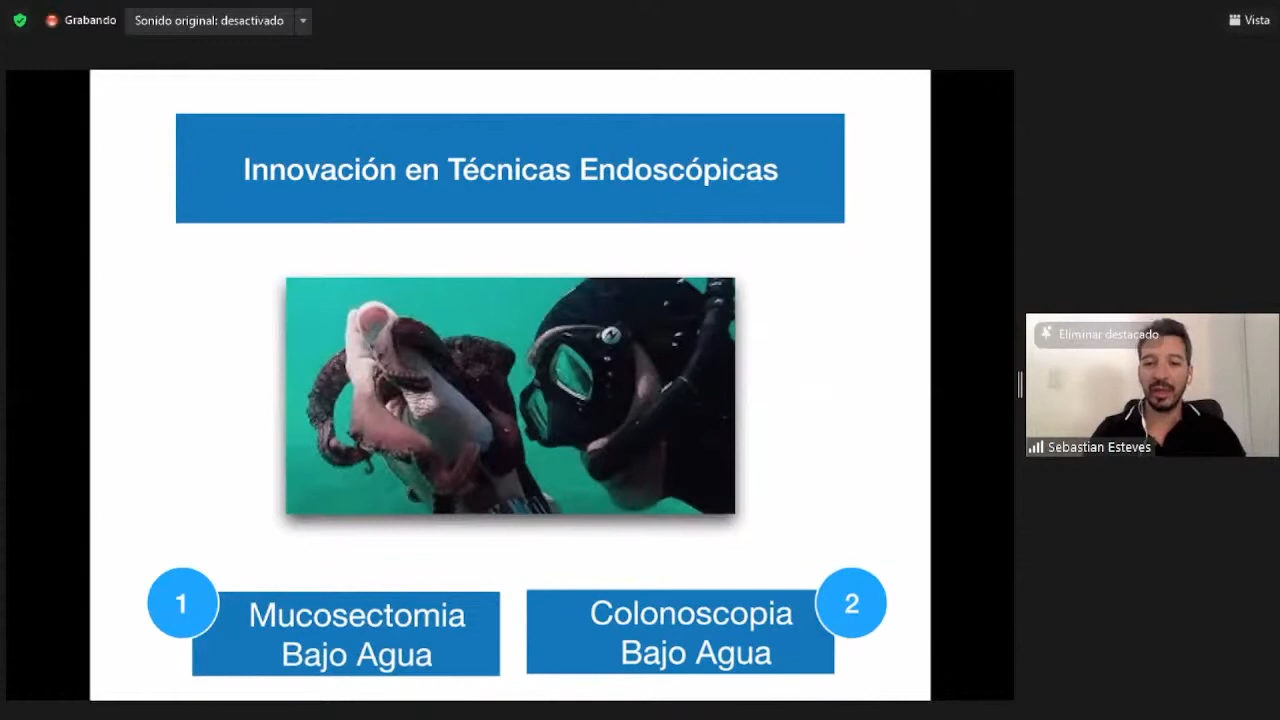 Grabando
Sonido original: desactivado
Vista
Innovación en Técnicas Endoscópicas
Eliminar destacado
Sebastian Esteves
1
Mucosectomia
Bajo Agua
Colonoscopia
Bajo Agua
2